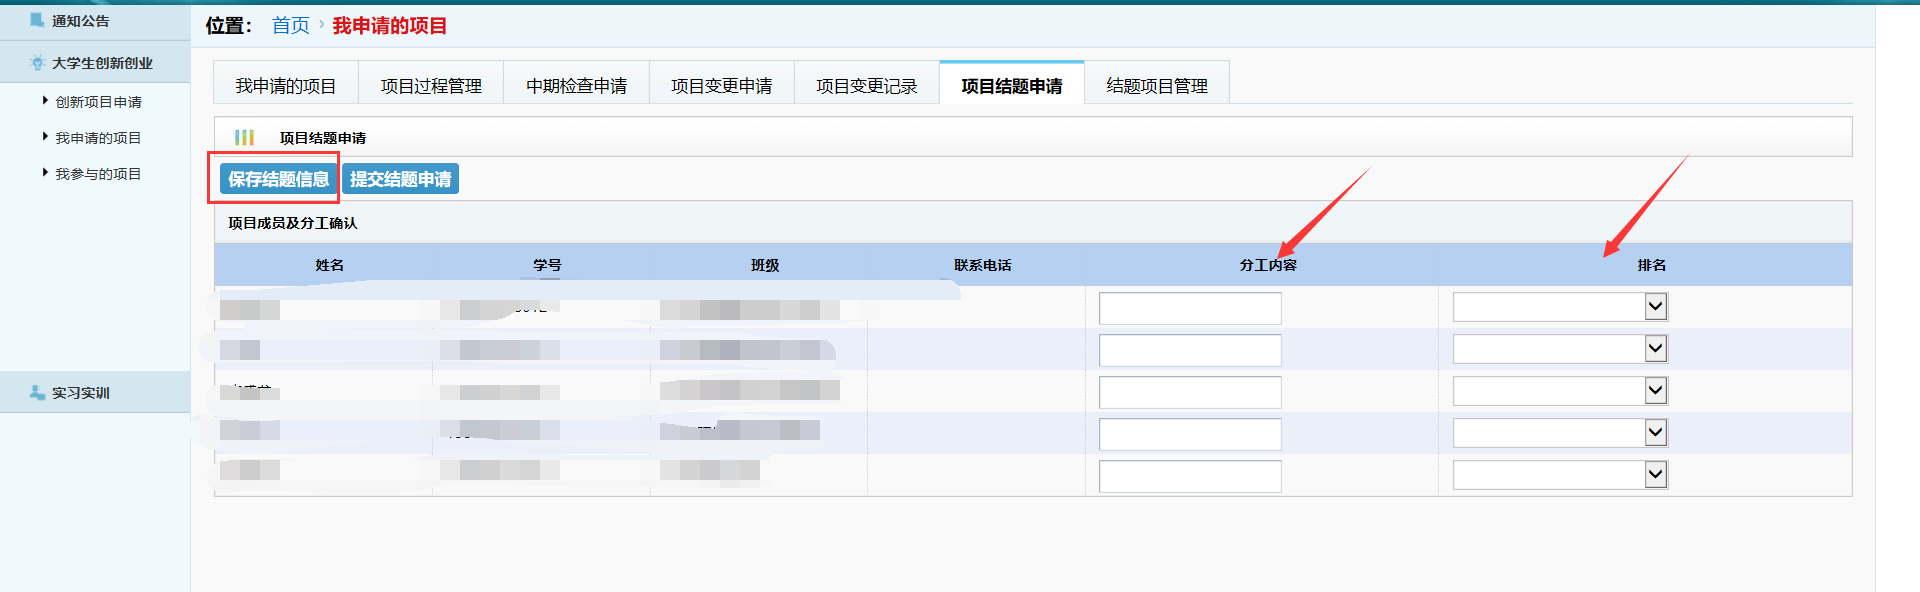 通知公告
大学生创新创业
创新项目申请
我申请的项目
我参与的项目
实习实训
位置： 首页 › 我申请的项目
我申请的项目 项目过程管理 中期检查申请 项目变更申请 项目变更记录 项目结题申请 结题项目管理
项目结题申请
保存结题信息 提交结题申请
项目成员及分工确认
姓名 学号 班级 联系电话 分工内容 排名